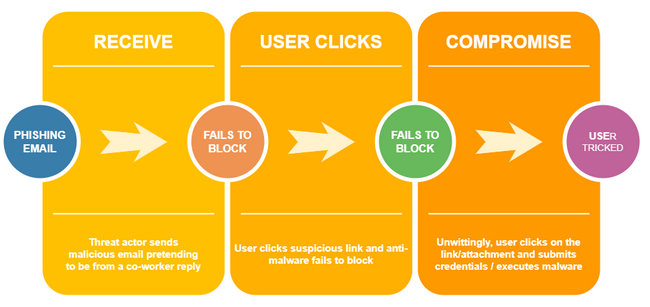 RECEIVE
USER CLICKS
COMPROMISE
PHISHING
EMAIL
FAILS TO
BLOCK
FAILS TO
BLOCK
USER
TRICKED
Threat actor sends
malicious email pretending
to be from a co-worker reply
User clicks suspicious link and anti-
malware fails to block
Unwittingly, user clicks on the
link/attachment and submits
credentials / executes malware